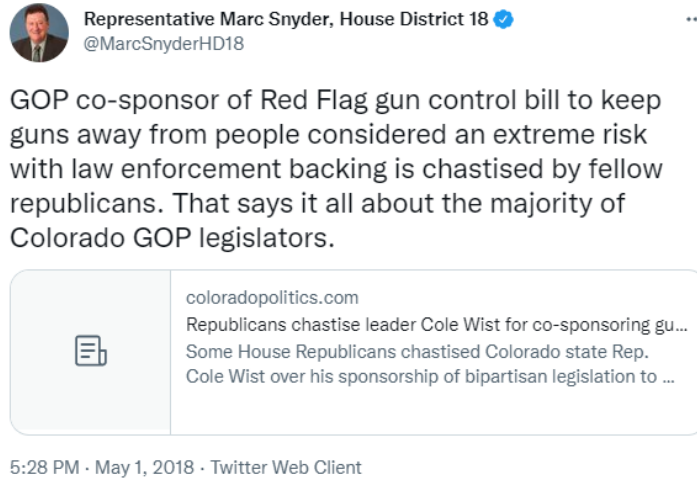 Representative Marc Snyder, House District 18
@MarcSnyderHD18
GOP co-sponsor of Red Flag gun control bill to keep
guns away from people considered an extreme risk
with law enforcement backing is chastised by fellow
republicans. That says it all about the majority of
Colorado GOP legislators.
coloradopolitics.com
Republicans chastise leader Cole Wist for co-sponsoring gu...
Some House Republicans chastised Colorado state Rep.
Cole Wist over his sponsorship of bipartisan legislation to ...
5:28 PM · May 1, 2018 · Twitter Web Client